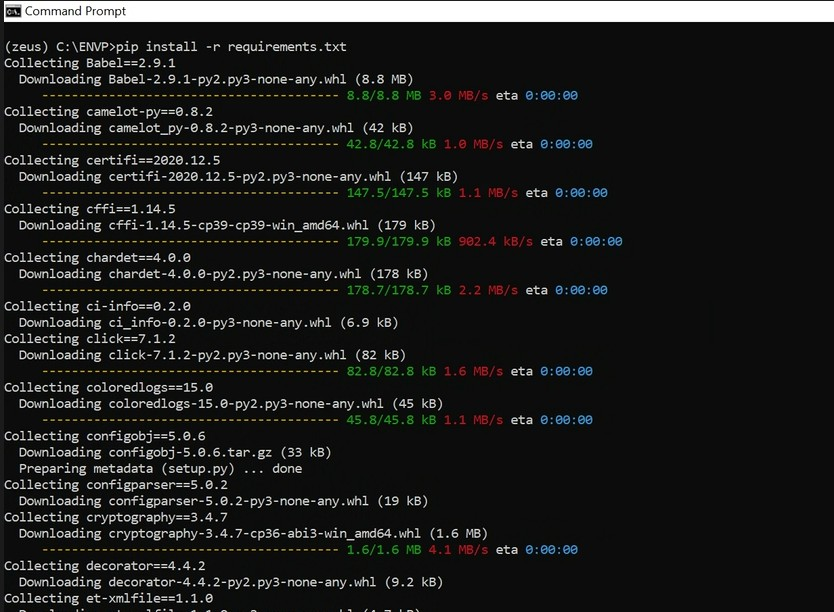 Command Prompt
(zeus) C:\ENVP>pip install -r requirements.txt
Collecting Babel==2.9.1
Downloading Babel-2.9.1-py2.py3-none-any.whl (8.8 MB)
---------------------------------------- 8.8/8.8 MB 3.0 MB/s eta 0:00:00
Collecting camelot-py==0.8.2
Downloading camelot_py-0.8.2-py3-none-any.whl (42 kB)
---------------------------------------- 42.8/42.8 kB 1.0 MB/s eta 0:00:00
Collecting certifi==2020.12.5
Downloading certifi-2020.12.5-py2.py3-none-any.whl (147 kB)
---------------------------------------- 147.5/147.5 kB 1.1 MB/s eta 0:00:00
Collecting cffi==1.14.5
Downloading cffi-1.14.5-cp39-cp39-win_amd64.whl (179 kB)
---------------------------------------- 179.9/179.9 kB 902.4 kB/s eta 0:00:00
Collecting chardet==4.0.0
Downloading chardet-4.0.0-py2.py3-none-any.whl (178 kB)
---------------------------------------- 178.7/178.7 kB 2.2 MB/s eta 0:00:00
Collecting ci-info==0.2.0
Downloading ci_info-0.2.0-py3-none-any.whl (6.9 kB)
Collecting click==7.1.2
Downloading click-7.1.2-py2.py3-none-any.whl (82 kB)
---------------------------------------- 82.8/82.8 kB 1.6 MB/s eta 0:00:00
Collecting coloredlogs==15.0
Downloading coloredlogs-15.0-py2.py3-none-any.whl (45 kB)
---------------------------------------- 45.8/45.8 kB 1.1 MB/s eta 0:00:00
Collecting configobj==5.0.6
Downloading configobj-5.0.6.tar.gz (33 kB)
Preparing metadata (setup.py) ... done
Collecting configparser==5.0.2
Downloading configparser-5.0.2-py3-none-any.whl (19 kB)
Collecting cryptography==3.4.7
Downloading cryptography-3.4.7-cp36-abi3-win_amd64.whl (1.6 MB)
---------------------------------------- 1.6/1.6 MB 4.1 MB/s eta 0:00:00
Collecting decorator==4.4.2
Downloading decorator-4.4.2-py2.py3-none-any.whl (9.2 kB)
Collecting et-xmlfile==1.1.0